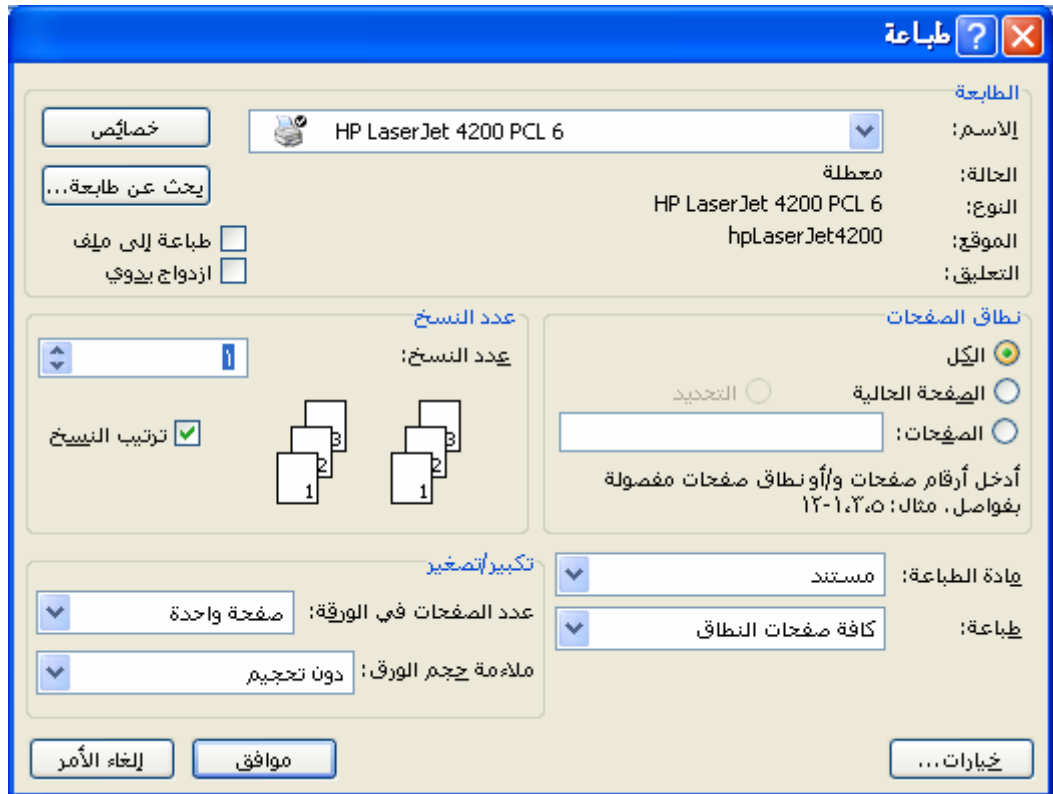 طباعة
الطابعة
الاسم: HP LaserJet 4200 PCL 6 خصائص
الحالة: معطلة
النوع: HP LaserJet 4200 PCL 6
الموقع: hpLaserJet4200
التعليق:
بحث عن طابعة...
طباعة إلى ملف
ازدواج يدوي
نطاق الصفحات
الكل
الصفحة الحالية التحديد
الصفحات:
أدخل أرقام صفحات و/أو نطاق صفحات مفصولة
بفواصل. مثال: ١،٣،٥-١٢
عدد النسخ
عدد النسخ: ١
ترتيب النسخ
1 2 3
1 2 3
مادة الطباعة: مستند
طباعة: كافة صفحات النطاق
تكبير/تصغير
عدد الصفحات في الورقة: صفحة واحدة
ملاءمة حجم الورق: دون تحجيم
خيارات...
موافق
إلغاء الأمر